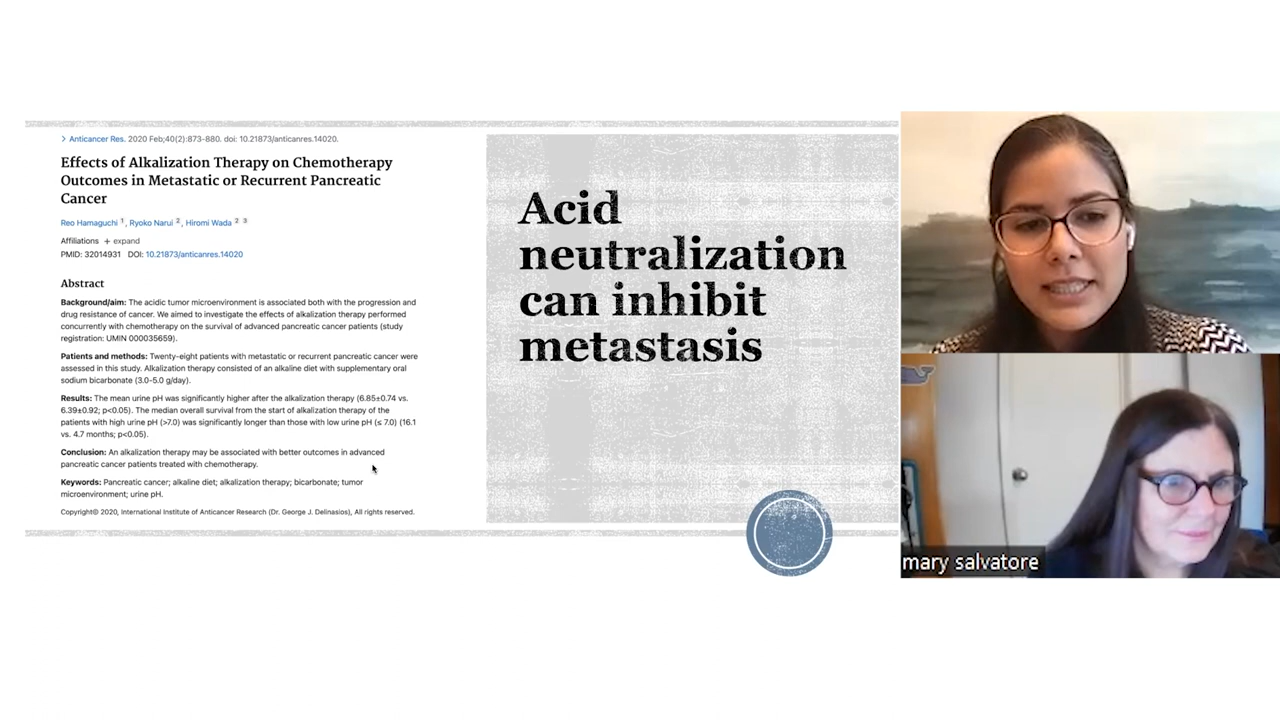 > Anticancer Res. 2020 Feb;40(2):873-880. doi: 10.21873/anticanres.14020.
Effects of Alkalization Therapy on Chemotherapy
Outcomes in Metastatic or Recurrent Pancreatic
Cancer
Reo Hamaguchi 1, Ryoko Narui 2, Hiromi Wada 2 3
Affiliations + expand
PMID: 32014931 DOI: 10.21873/anticanres.14020
Abstract
Background/aim: The acidic tumor microenvironment is associated both with the progression and
drug resistance of cancer. We aimed to investigate the effects of alkalization therapy performed
concurrently with chemotherapy on the survival of advanced pancreatic cancer patients (study
registration: UMIN 000035659).
Patients and methods: Twenty-eight patients with metastatic or recurrent pancreatic cancer were
assessed in this study. Alkalization therapy consisted of an alkaline diet with supplementary oral
sodium bicarbonate (3.0-5.0 g/day).
Results: The mean urine pH was significantly higher after the alkalization therapy (6.85±0.74 vs.
6.39±0.92; p<0.05). The median overall survival from the start of alkalization therapy of the
patients with high urine pH (>7.0) was significantly longer than those with low urine pH (≤ 7.0) (16.1
vs. 4.7 months; p<0.05).
Conclusion: An alkalization therapy may be associated with better outcomes in advanced
pancreatic cancer patients treated with chemotherapy.
Keywords: Pancreatic cancer; alkaline diet; alkalization therapy; bicarbonate; tumor
microenvironment; urine pH.
Copyright© 2020, International Institute of Anticancer Research (Dr. George J. Delinasios), All rights reserved.
Acid
neutralization
can inhibit
metastasis
mary salvatore